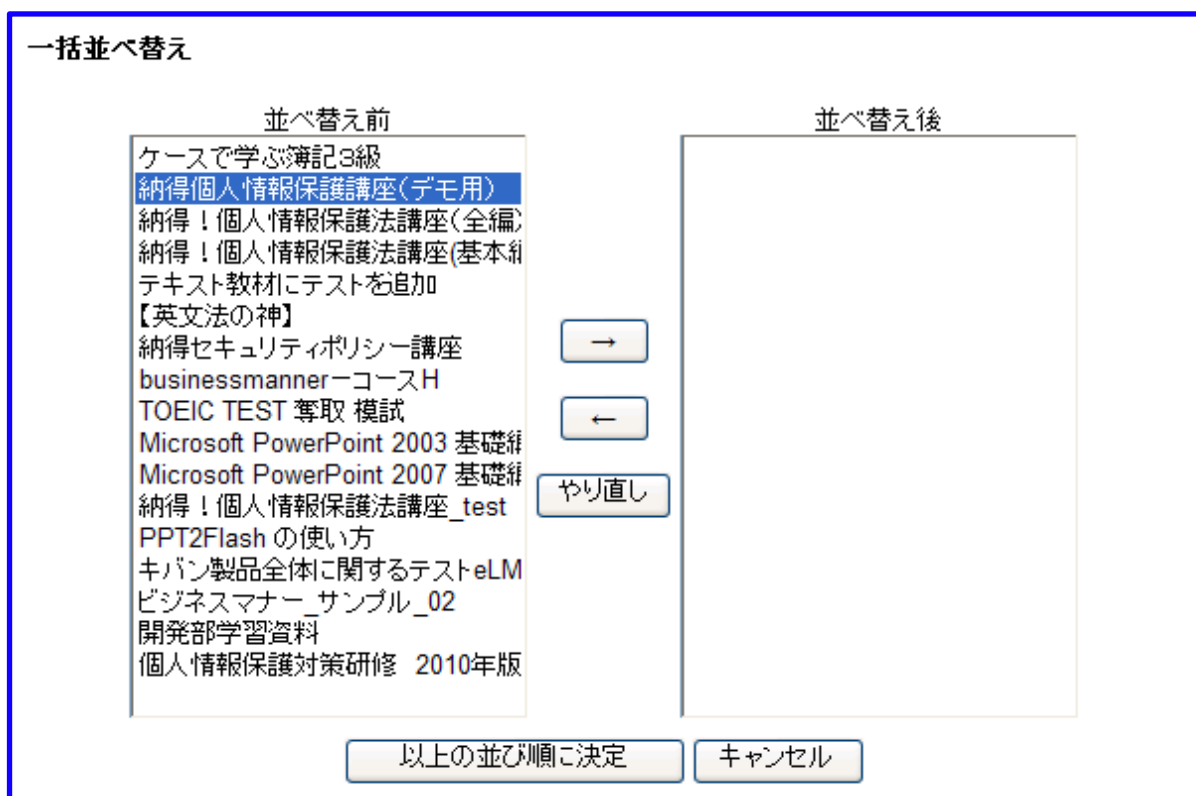 一括並べ替え
並べ替え前
並べ替え後
ケースで学ぶ簿記3級
納得個人情報保護講座(デモ用)
納得!個人情報保護法講座(全編)
納得!個人情報保護法講座(基本編
テキスト教材にテストを追加
【英文法の神】
納得セキュリティポリシー講座
businessmannerーコースH
TOEIC TEST 奪取 模試
Microsoft PowerPoint 2003 基礎編
Microsoft PowerPoint 2007 基礎編
納得!個人情報保護法講座_test
PPT2Flash の使い方
キバン製品全体に関するテストeLM
ビジネスマナー_サンプル_02
開発部学習資料
個人情報保護対策研修 2010年版
→
←
やり直し
以上の並び順に決定
キャンセル